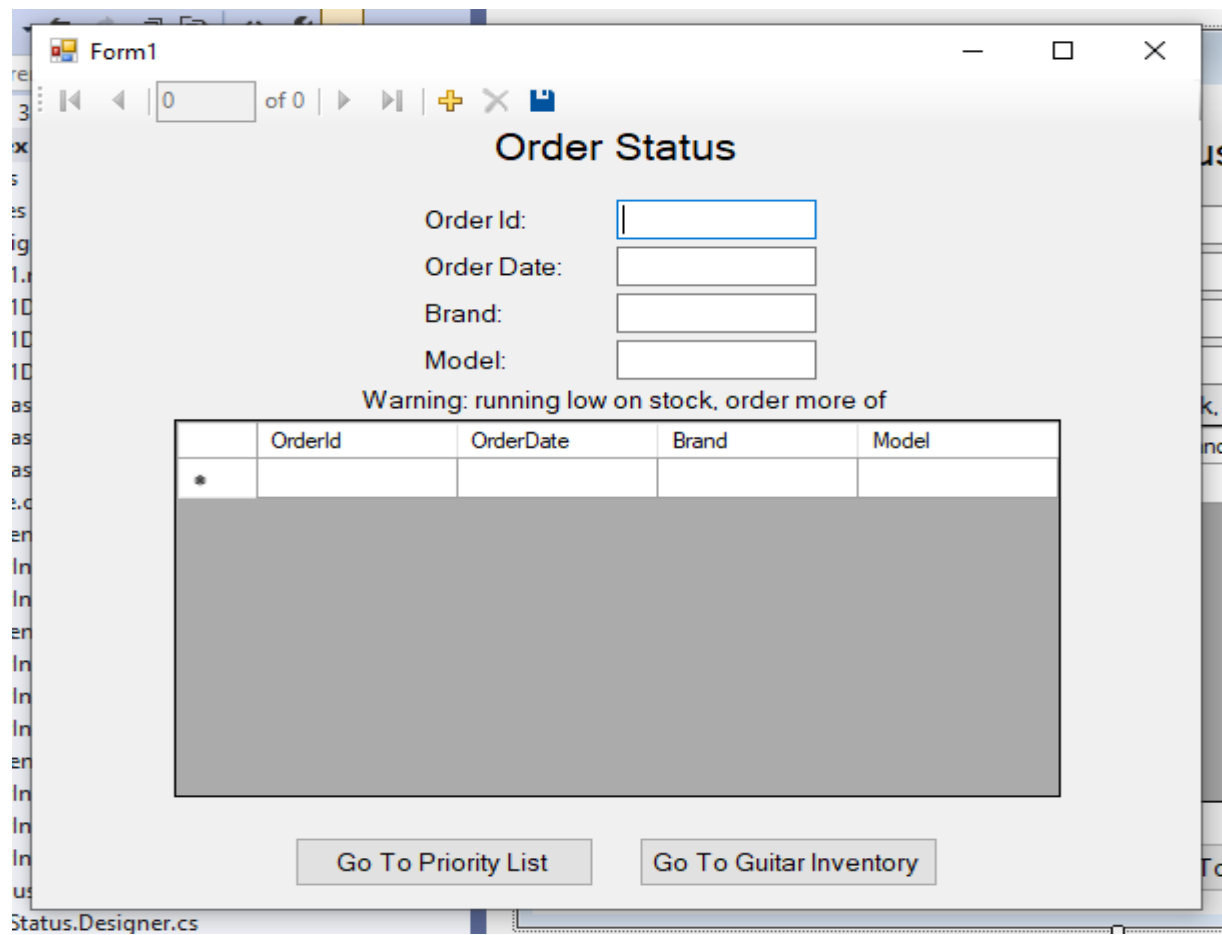 Form1
0 of 0
Order Status
Order Id:
Order Date:
Brand:
Model:
Warning: running low on stock, order more of
OrderId OrderDate Brand Model
Go To Priority List Go To Guitar Inventory
Status.Designer.cs